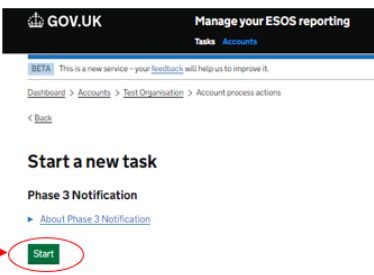 GOV.UK
Manage your ESOS reporting
Tasks Accounts
BETA This is a new service – your feedback will help us to improve it.
Dashboard > Accounts > Test Organisation > Account process actions
< Back
Start a new task
Phase 3 Notification
► About Phase 3 Notification
Start